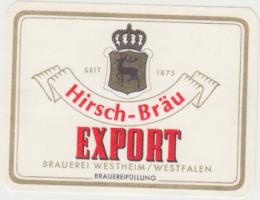 SEIT 1875
Hirsch-Bräu
EXPORT
BRAUEREI WESTHEIM/WESTFALEN
BRAUEREIFÜLLUNG